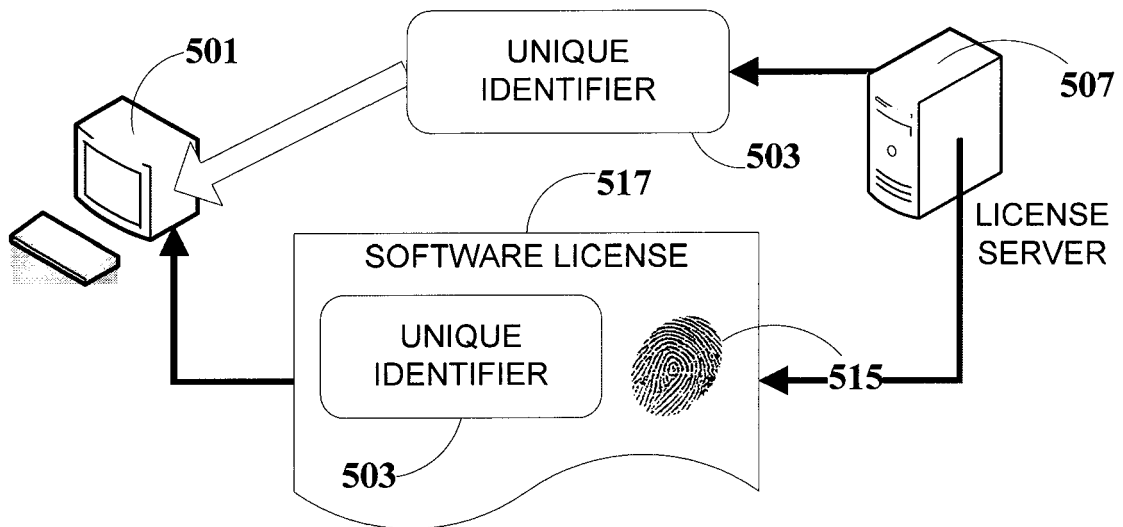 501
UNIQUE
IDENTIFIER
507
503
517
LICENSE
SERVER
SOFTWARE LICENSE
UNIQUE
IDENTIFIER
515
503